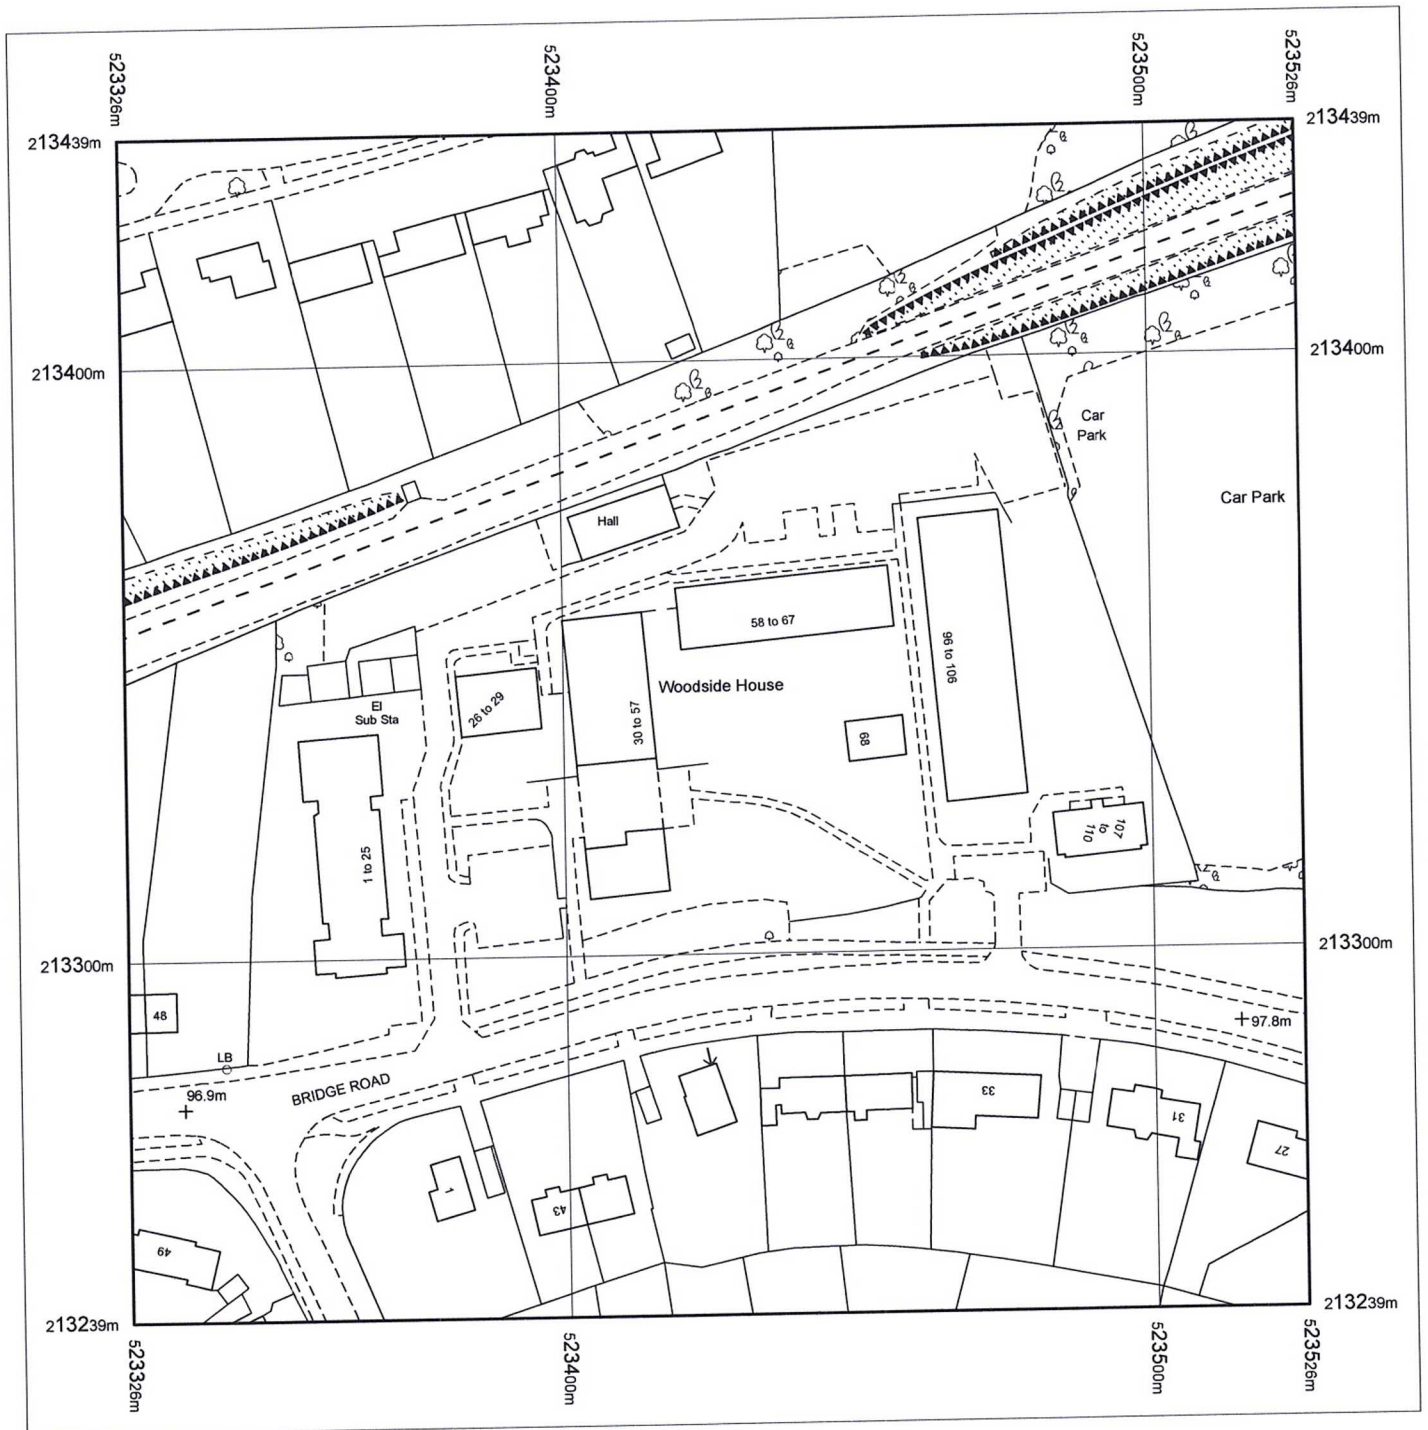 523326m
523400m
523500m
523526m
213439m
213439m
213400m
213400m
Car
Park
Car Park
Hall
58 to 67
96 to 106
Woodside House
El
Sub Sta
26 to 29
30 to 57
68
1 to 25
107
to
110
213300m
213300m
48
97.8m
LB
BRIDGE ROAD
96.9m
33
31
27
1
43
49
213239m
213239m
523326m
523400m
523500m
523526m